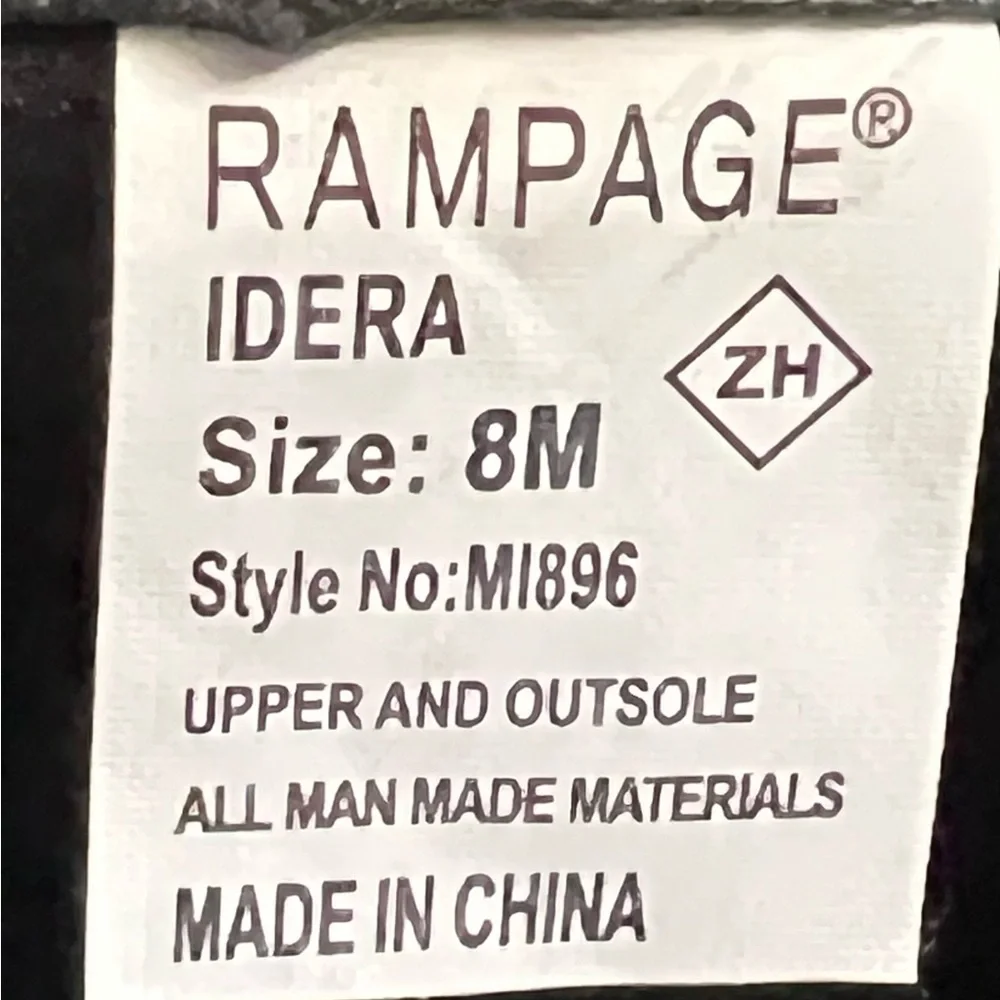 RAMPAGE®
IDERA
ZH
Size: 8M
Style No:MI896
UPPER AND OUTSOLE
ALL MAN MADE MATERIALS
MADE IN CHINA